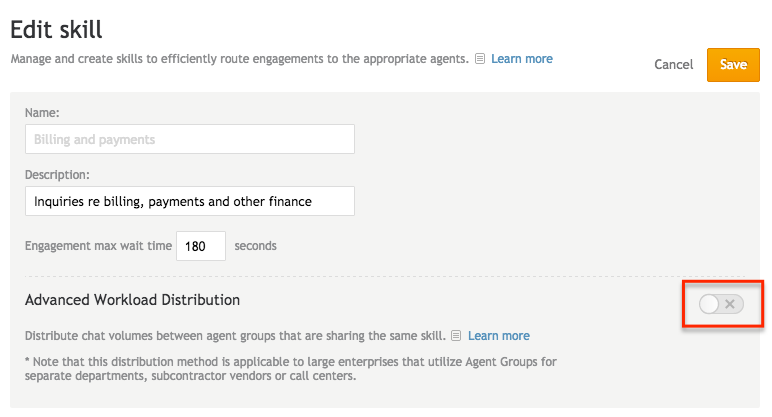 Edit skill
Manage and create skills to efficiently route engagements to the appropriate agents. Learn more
Cancel
Save
Name:
Billing and payments
Description:
Inquiries re billing, payments and other finance
Engagement max wait time 180 seconds
Advanced Workload Distribution
Distribute chat volumes between agent groups that are sharing the same skill. Learn more
* Note that this distribution method is applicable to large enterprises that utilize Agent Groups for
separate departments, subcontractor vendors or call centers.